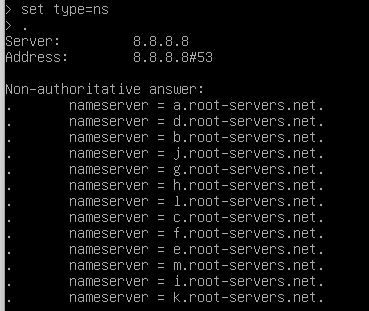 > set type=ns
> .
Server:         8.8.8.8
Address:        8.8.8.8#53

Non-authoritative answer:
.       nameserver = a.root-servers.net.
.       nameserver = d.root-servers.net.
.       nameserver = b.root-servers.net.
.       nameserver = j.root-servers.net.
.       nameserver = g.root-servers.net.
.       nameserver = h.root-servers.net.
.       nameserver = l.root-servers.net.
.       nameserver = c.root-servers.net.
.       nameserver = f.root-servers.net.
.       nameserver = e.root-servers.net.
.       nameserver = m.root-servers.net.
.       nameserver = i.root-servers.net.
.       nameserver = k.root-servers.net.